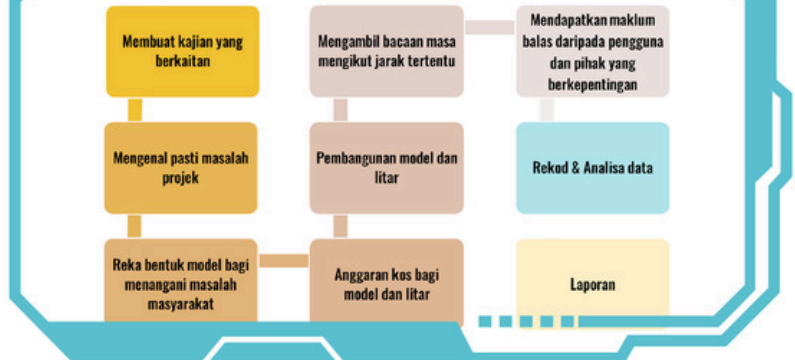 Membuat kajian yang
berkaitan
Mengenal pasti masalah
projek
Reka bentuk model bagi
menangani masalah
masyarakat
Anggaran kos bagi
model dan litar
Pembangunan model dan
litar
Mengambil bacaan masa
mengikut jarak tertentu
Mendapatkan maklum
balas daripada pengguna
dan pihak yang
berkepentingan
Rekod & Analisa data
Laporan